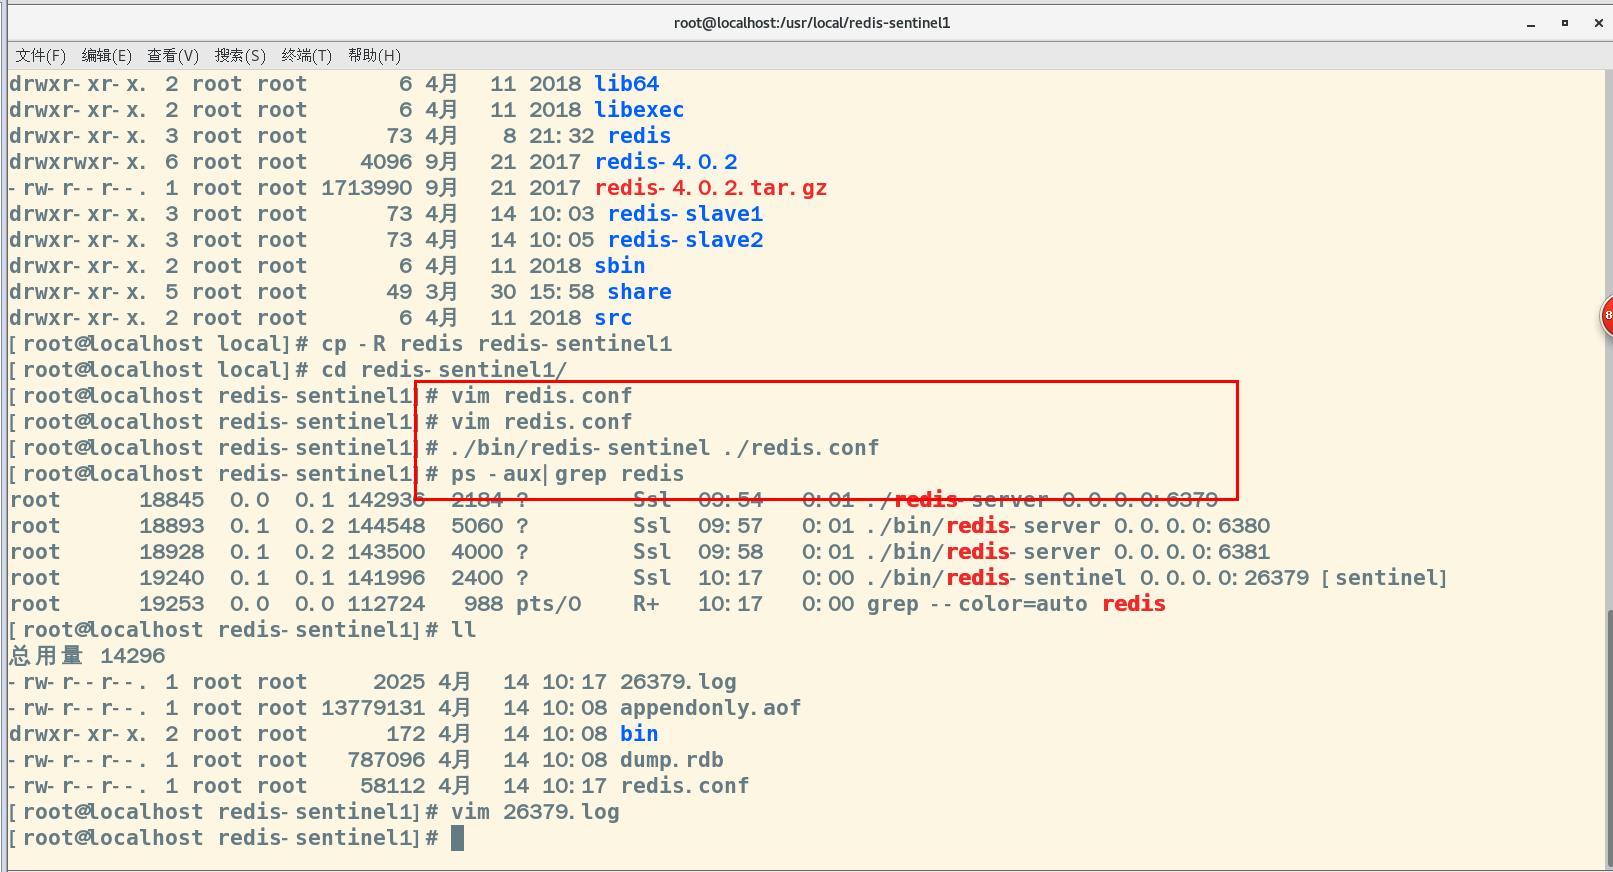 root@localhost:/usr/local/redis-sentinel1
文件(F) 编辑(E) 查看(V) 搜索(S) 终端(T) 帮助(H)
drwxr-xr-x. 2 root root       6 4月  11 2018 lib64
drwxr-xr-x. 2 root root       6 4月  11 2018 libexec
drwxr-xr-x. 3 root root      73 4月   8 21:32 redis
drwxrwxr-x. 6 root root    4096 9月  21 2017 redis-4.0.2
-rw-r--r--. 1 root root 1713990 9月  21 2017 redis-4.0.2.tar.gz
drwxr-xr-x. 3 root root      73 4月  14 10:03 redis-slave1
drwxr-xr-x. 3 root root      73 4月  14 10:05 redis-slave2
drwxr-xr-x. 2 root root       6 4月  11 2018 sbin
drwxr-xr-x. 5 root root      49 3月  30 15:58 share
drwxr-xr-x. 2 root root       6 4月  11 2018 src
[root@localhost local]# cp -R redis redis-sentinel1
[root@localhost local]# cd redis-sentinel1/
[root@localhost redis-sentinel1]# vim redis.conf
[root@localhost redis-sentinel1]# vim redis.conf
[root@localhost redis-sentinel1]# ./bin/redis-sentinel ./redis.conf
[root@localhost redis-sentinel1]# ps -aux|grep redis
root      18845  0.0  0.1 142936  2184 ?        Ssl  09:54   0:01 ./redis-server 0.0.0.0:6379
root      18893  0.1  0.2 144548  5060 ?        Ssl  09:57   0:01 ./bin/redis-server 0.0.0.0:6380
root      18928  0.1  0.2 143500  4000 ?        Ssl  09:58   0:01 ./bin/redis-server 0.0.0.0:6381
root      19240  0.1  0.1 141996  2400 ?        Ssl  10:17   0:00 ./bin/redis-sentinel 0.0.0.0:26379 [sentinel]
root      19253  0.0  0.0 112724   988 pts/0    R+   10:17   0:00 grep --color=auto redis
[root@localhost redis-sentinel1]# ll
总用量 14296
-rw-r--r--. 1 root root     2025 4月  14 10:17 26379.log
-rw-r--r--. 1 root root 13779131 4月  14 10:08 appendonly.aof
drwxr-xr-x. 2 root root      172 4月  14 10:08 bin
-rw-r--r--. 1 root root   787096 4月  14 10:08 dump.rdb
-rw-r--r--. 1 root root    58112 4月  14 10:17 redis.conf
[root@localhost redis-sentinel1]# vim 26379.log
[root@localhost redis-sentinel1]#